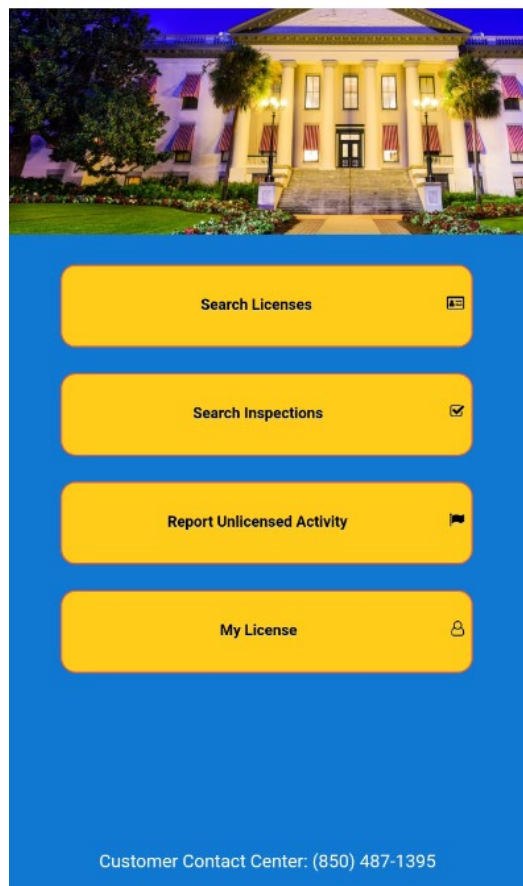 Search Licenses
Search Inspections
Report Unlicensed Activity
My License
Customer Contact Center: (850) 487-1395